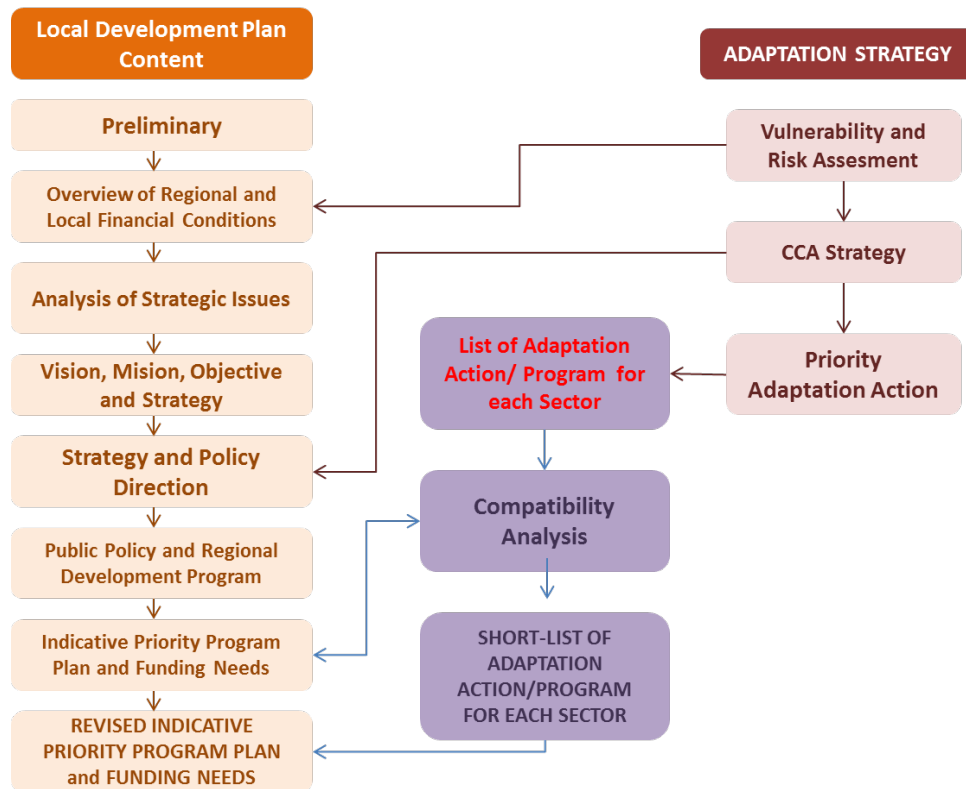 Local Development Plan
Content
Preliminary
Overview of Regional and
Local Financial Conditions
Analysis of Strategic Issues
Vision, Mision, Objective
and Strategy
Strategy and Policy
Direction
Public Policy and Regional
Development Program
Indicative Priority Program
Plan and Funding Needs
REVISED INDICATIVE
PRIORITY PROGRAM PLAN
and FUNDING NEEDS
List of Adaptation
Action/ Program for
each Sector
Compatibility
Analysis
SHORT-LIST OF
ADAPTATION
ACTION/PROGRAM
FOR EACH SECTOR
ADAPTATION STRATEGY
Vulnerability and
Risk Assesment
CCA Strategy
Priority
Adaptation Action